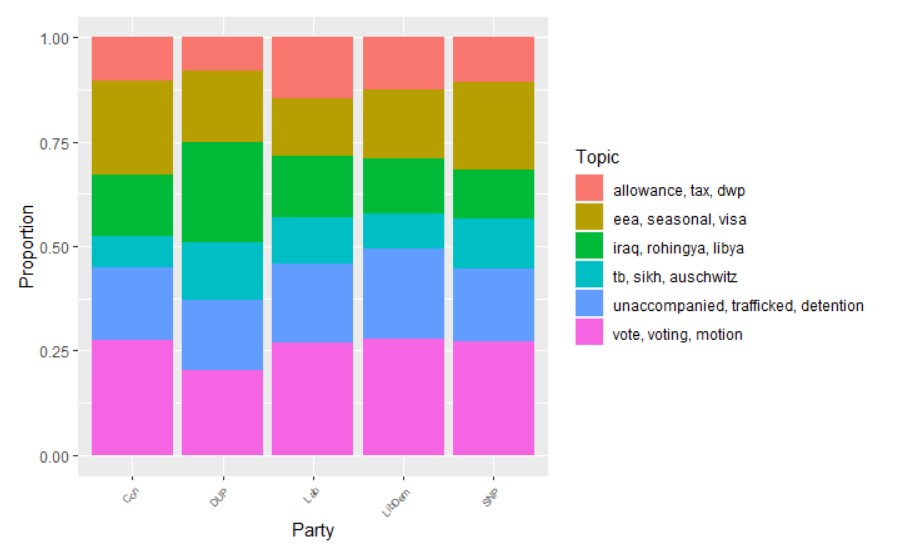 1.00
0.75
0.50
0.25
0.00
Proportion
Con
DUP
Lab
LibDem
SNP
Party
Topic
allowance, tax, dwp
eea, seasonal, visa
iraq, rohingya, libya
tb, sikh, auschwitz
unaccompanied, trafficked, detention
vote, voting, motion